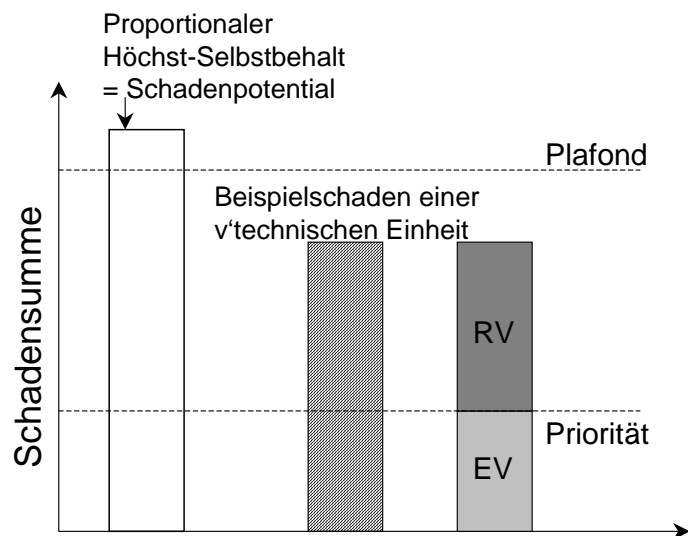 Proportionaler
Höchst-Selbstbehalt
= Schadenpotential
Plafond
Beispielschaden einer
v‘technischen Einheit
Schadensumme
RV
Priorität
EV